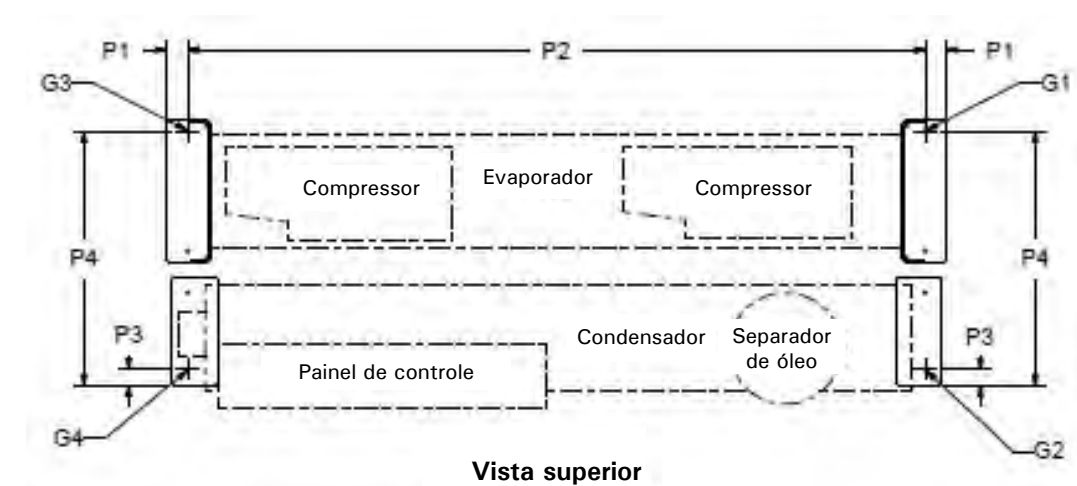 P1 P2 P1
G3 G1
Compressor Evaporador Compressor
P4 P4
P3 Condensador Separador P3
de óleo
Painel de controle
G4 G2
Vista superior